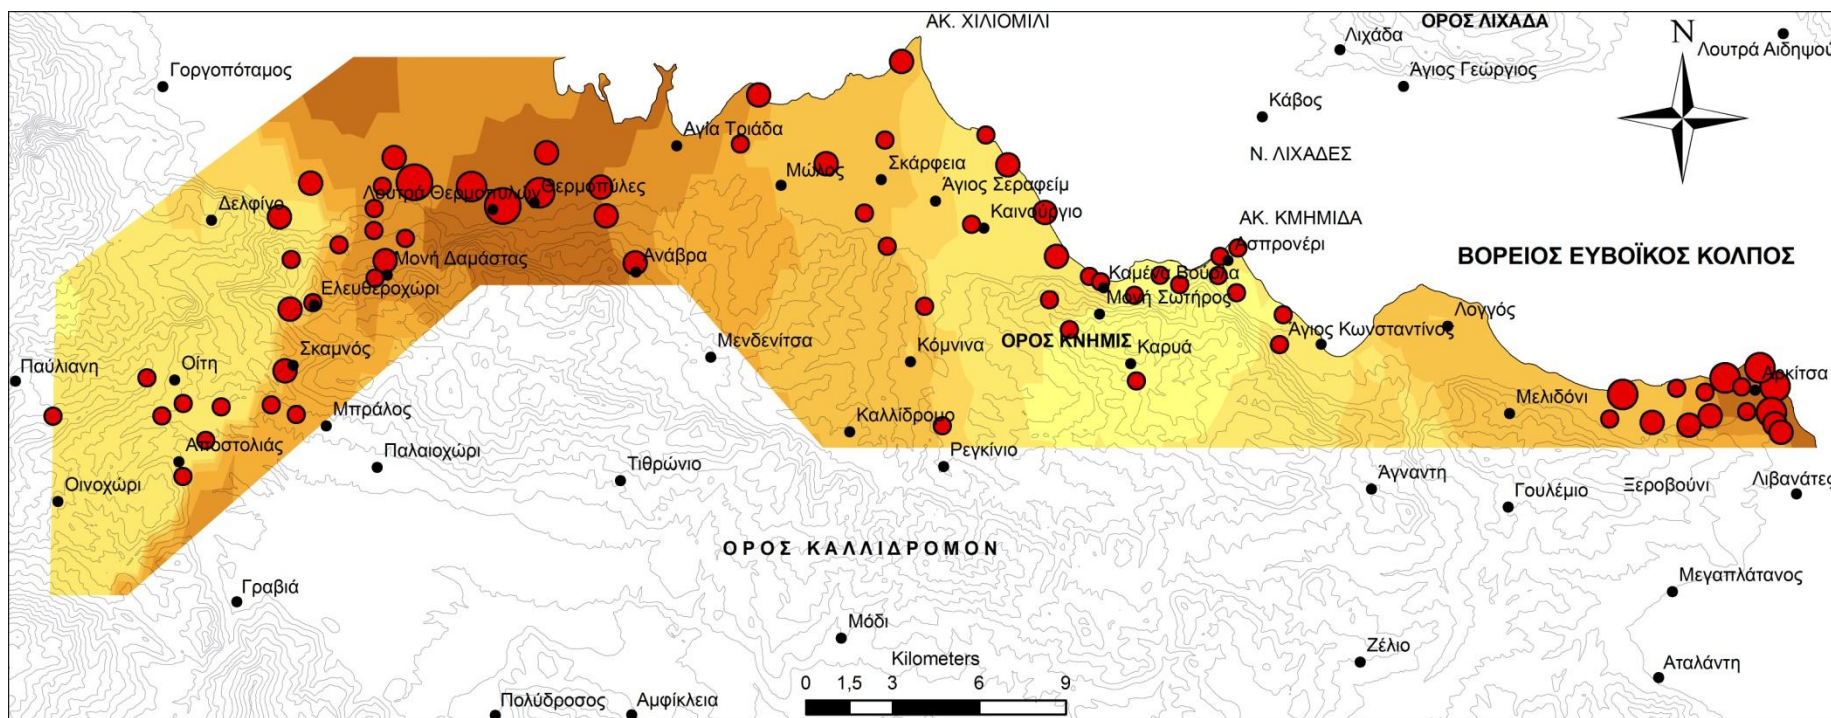 ΑΚ. ΧΙΛΙΟΜΙΛΙ
ΟΡΟΣ ΛΙΧΑΔΑ
Λιχάδα
N
Λουτρά Αιδηψού
Γοργοπόταμος
Άγιος Γεώργιος
Κάβος
Αγία Τριάδα
Ν. ΛΙΧΑΔΕΣ
Μώλος
Σκάρφεια
Θερμοπύλες
Λουτρά Θερμοπυλών
Άγιος Σεραφείμ
Δελφίνο
Καινούργιο
ΑΚ. ΚΜΗΜΙΔΑ
Ασπρονέρι
ΒΟΡΕΙΟΣ ΕΥΒΟΪΚΟΣ ΚΟΛΠΟΣ
Μονή Δαμάστας
Ανάβρα
Καμένα Βούρλα
Ελευθεροχώρι
Μονή Σωτήρος
Λογγός
Άγιος Κωνσταντίνος
ΟΡΟΣ ΚΝΗΜΙΣ
Σκαμνός
Μενδενίτσα
Κόμνινα
Καρυά
Παύλιανη
Οίτη
Αρκίτσα
Μελιδόνι
Μπράλος
Καλλίδρομο
Αποστολιάς
Παλαιοχώρι
Τιθρώνιο
Ρεγκίνιο
Άγναντη
Οινοχώρι
Γουλέμιο
Ξεροβούνι
Λιβανάτες
ΟΡΟΣ ΚΑΛΛΙΔΡΟΜΟΝ
Γραβιά
Μεγαπλάτανος
Μόδι
Ζέλιο
Kilometers
Αταλάντη
0 1,5 3 6 9
Πολύδροσος
Αμφίκλεια